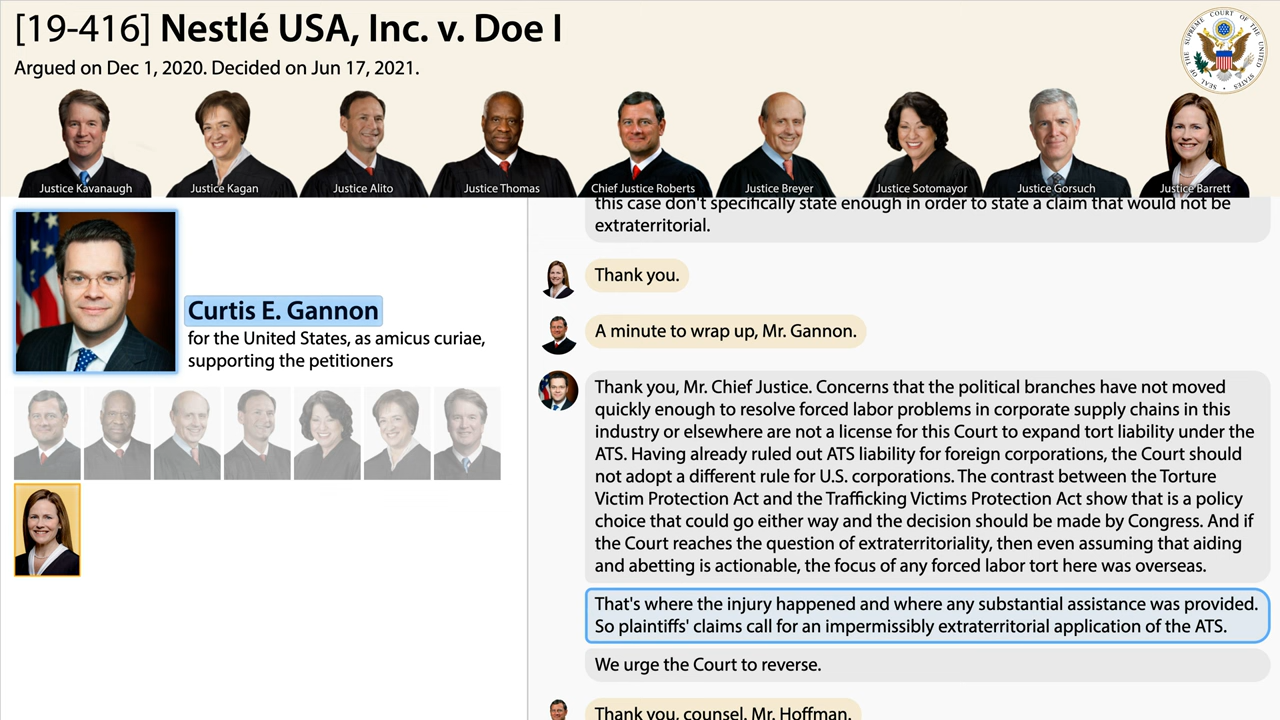 [19-416] Nestlé USA, Inc. v. Doe I
Argued on Dec 1, 2020. Decided on Jun 17, 2021.
SEAL OF THE SUPREME COURT OF THE UNITED STATES
Justice Kavanaugh
Justice Kagan
Justice Alito
Justice Thomas
Chief Justice Roberts
Justice Breyer
Justice Sotomayor
Justice Gorsuch
Justice Barrett
Curtis E. Gannon
for the United States, as amicus curiae,
supporting the petitioners
this case don't specifically state enough in order to state a claim that would not be
extraterritorial.
Thank you.
A minute to wrap up, Mr. Gannon.
Thank you, Mr. Chief Justice. Concerns that the political branches have not moved
quickly enough to resolve forced labor problems in corporate supply chains in this
industry or elsewhere are not a license for this Court to expand tort liability under the
ATS. Having already ruled out ATS liability for foreign corporations, the Court should
not adopt a different rule for U.S. corporations. The contrast between the Torture
Victim Protection Act and the Trafficking Victims Protection Act show that is a policy
choice that could go either way and the decision should be made by Congress. And if
the Court reaches the question of extraterritoriality, then even assuming that aiding
and abetting is actionable, the focus of any forced labor tort here was overseas.
That's where the injury happened and where any substantial assistance was provided.
So plaintiffs' claims call for an impermissibly extraterritorial application of the ATS.
We urge the Court to reverse.
Thank you, counsel. Mr. Hoffman.